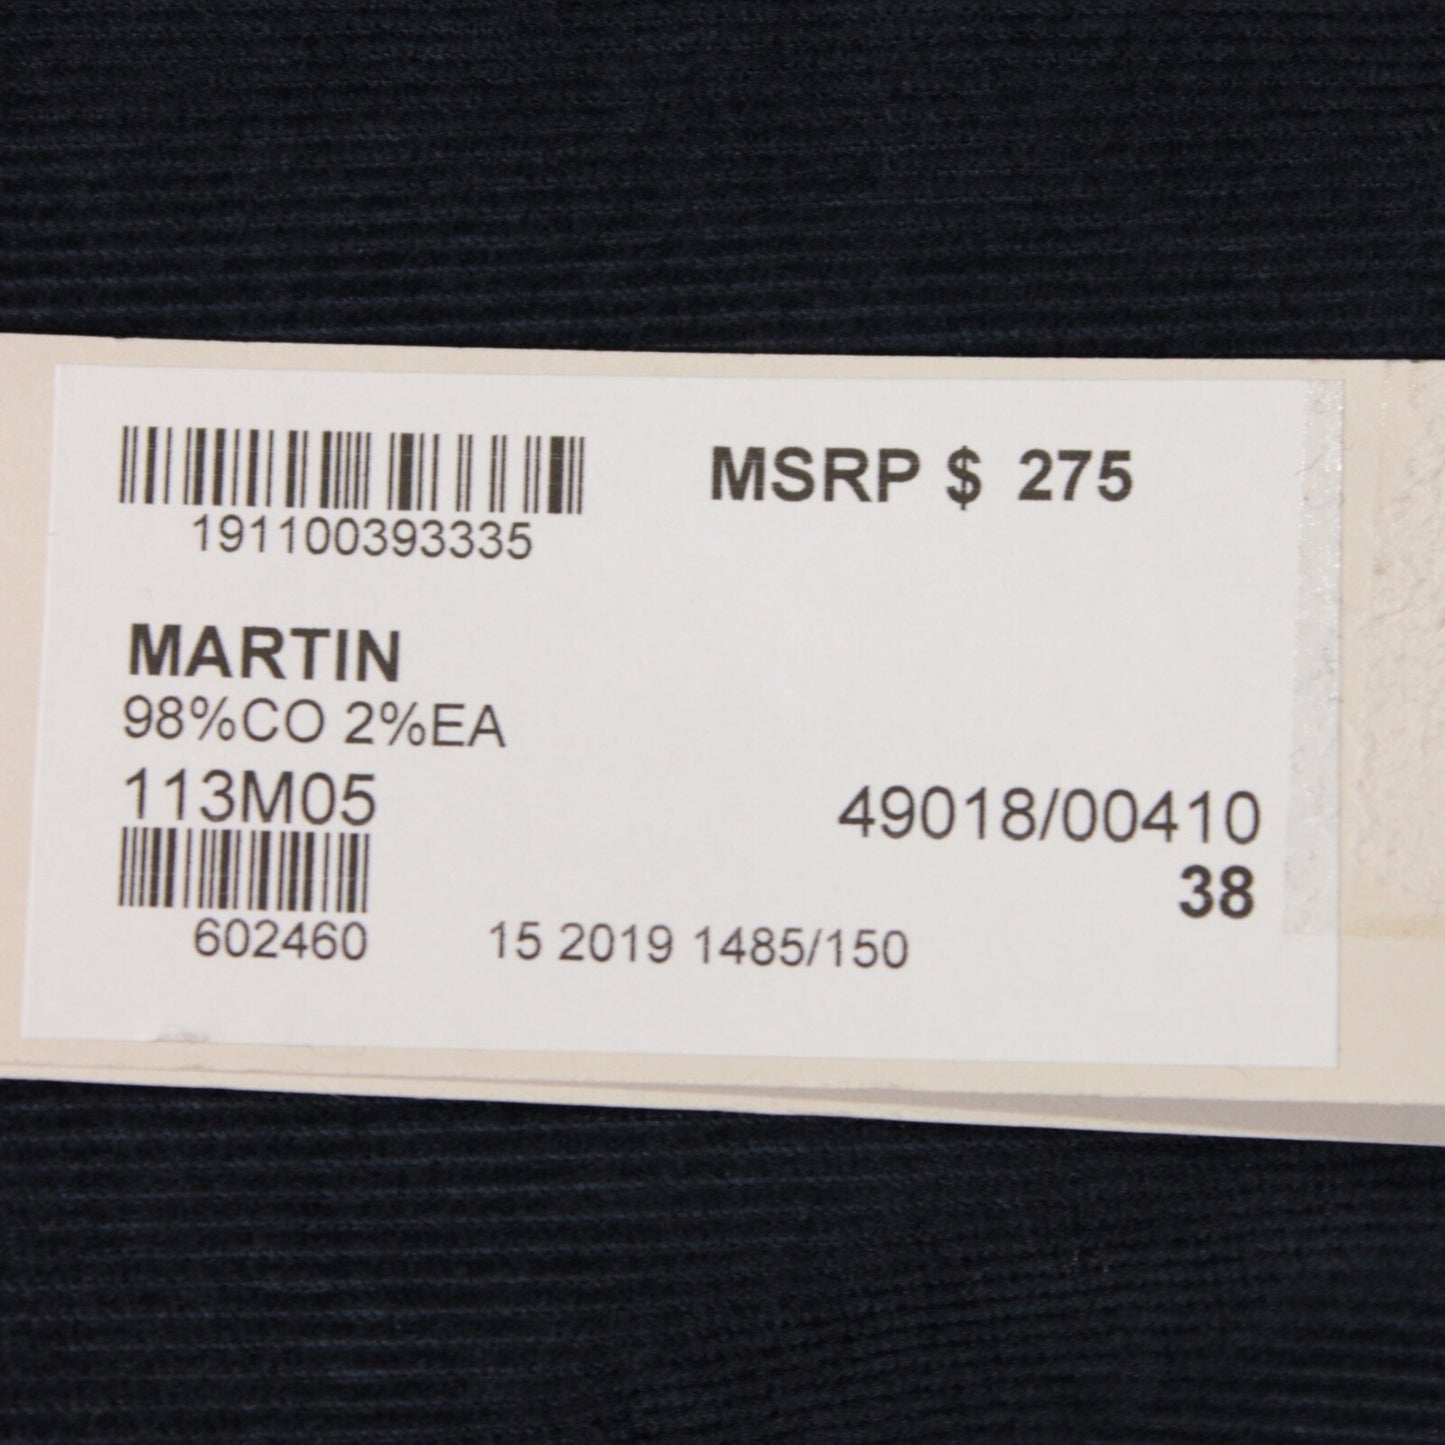 MSRP $ 275
191100393335
MARTIN
98%CO 2%EA
113M05
49018/00410
38
602460
15 2019 1485/150